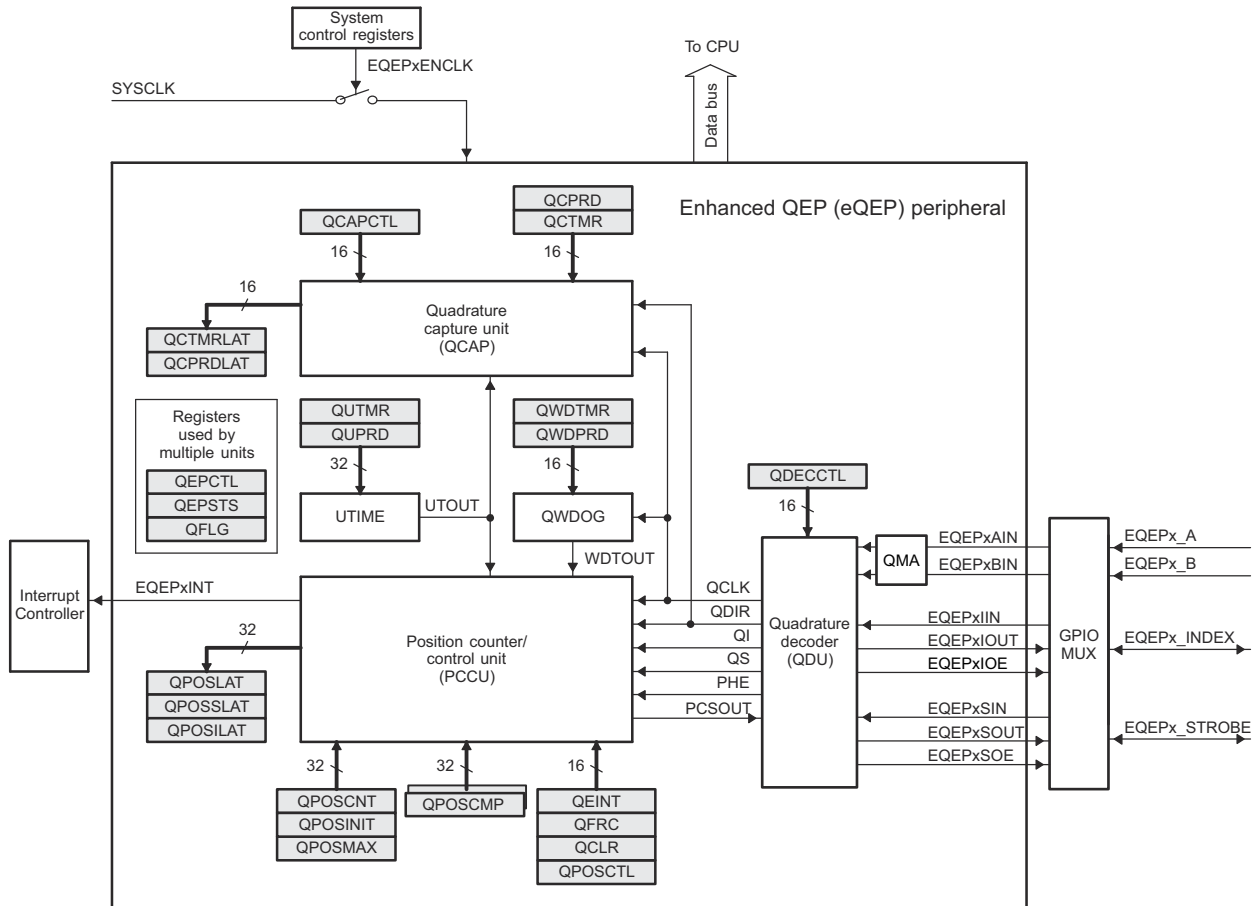 System
control registers
To CPU
EQEPxENCLK
SYSCLK
Data bus
Enhanced QEP (eQEP) peripheral
QCPRD
QCAPCTL
QCTMR
16
16
16
Quadrature
capture unit
(QCAP)
QCTMRLAT
QCPRDLAT
Registers
used by
multiple units
QEPCTL
QEPSTS
QFLG
QUTMR
QUPRD
32
UTIME
UTOUT
QWDTMR
QWDPRD
16
QWDOG
WDTOUT
QDECCTL
16
Interrupt
Controller
EQEPxINT
32
QPOSLAT
QPOSSLAT
QPOSILAT
Position counter/
control unit
(PCCU)
QCLK
QDIR
QI
QS
PHE
PCSOUT
Quadrature
decoder
(QDU)
QMA
EQEPxAIN
EQEPxBIN
EQEPxIIN
EQEPxIOUT
EQEPxIOE
EQEPxSIN
EQEPxSOUT
EQEPxSOE
GPIO
MUX
EQEPx_A
EQEPx_B
EQEPx_INDEX
EQEPx_STROBE
32
32
16
QPOSCNT
QPOSINIT
QPOSMAX
QPOSCMP
QEINT
QFRC
QCLR
QPOSCTL